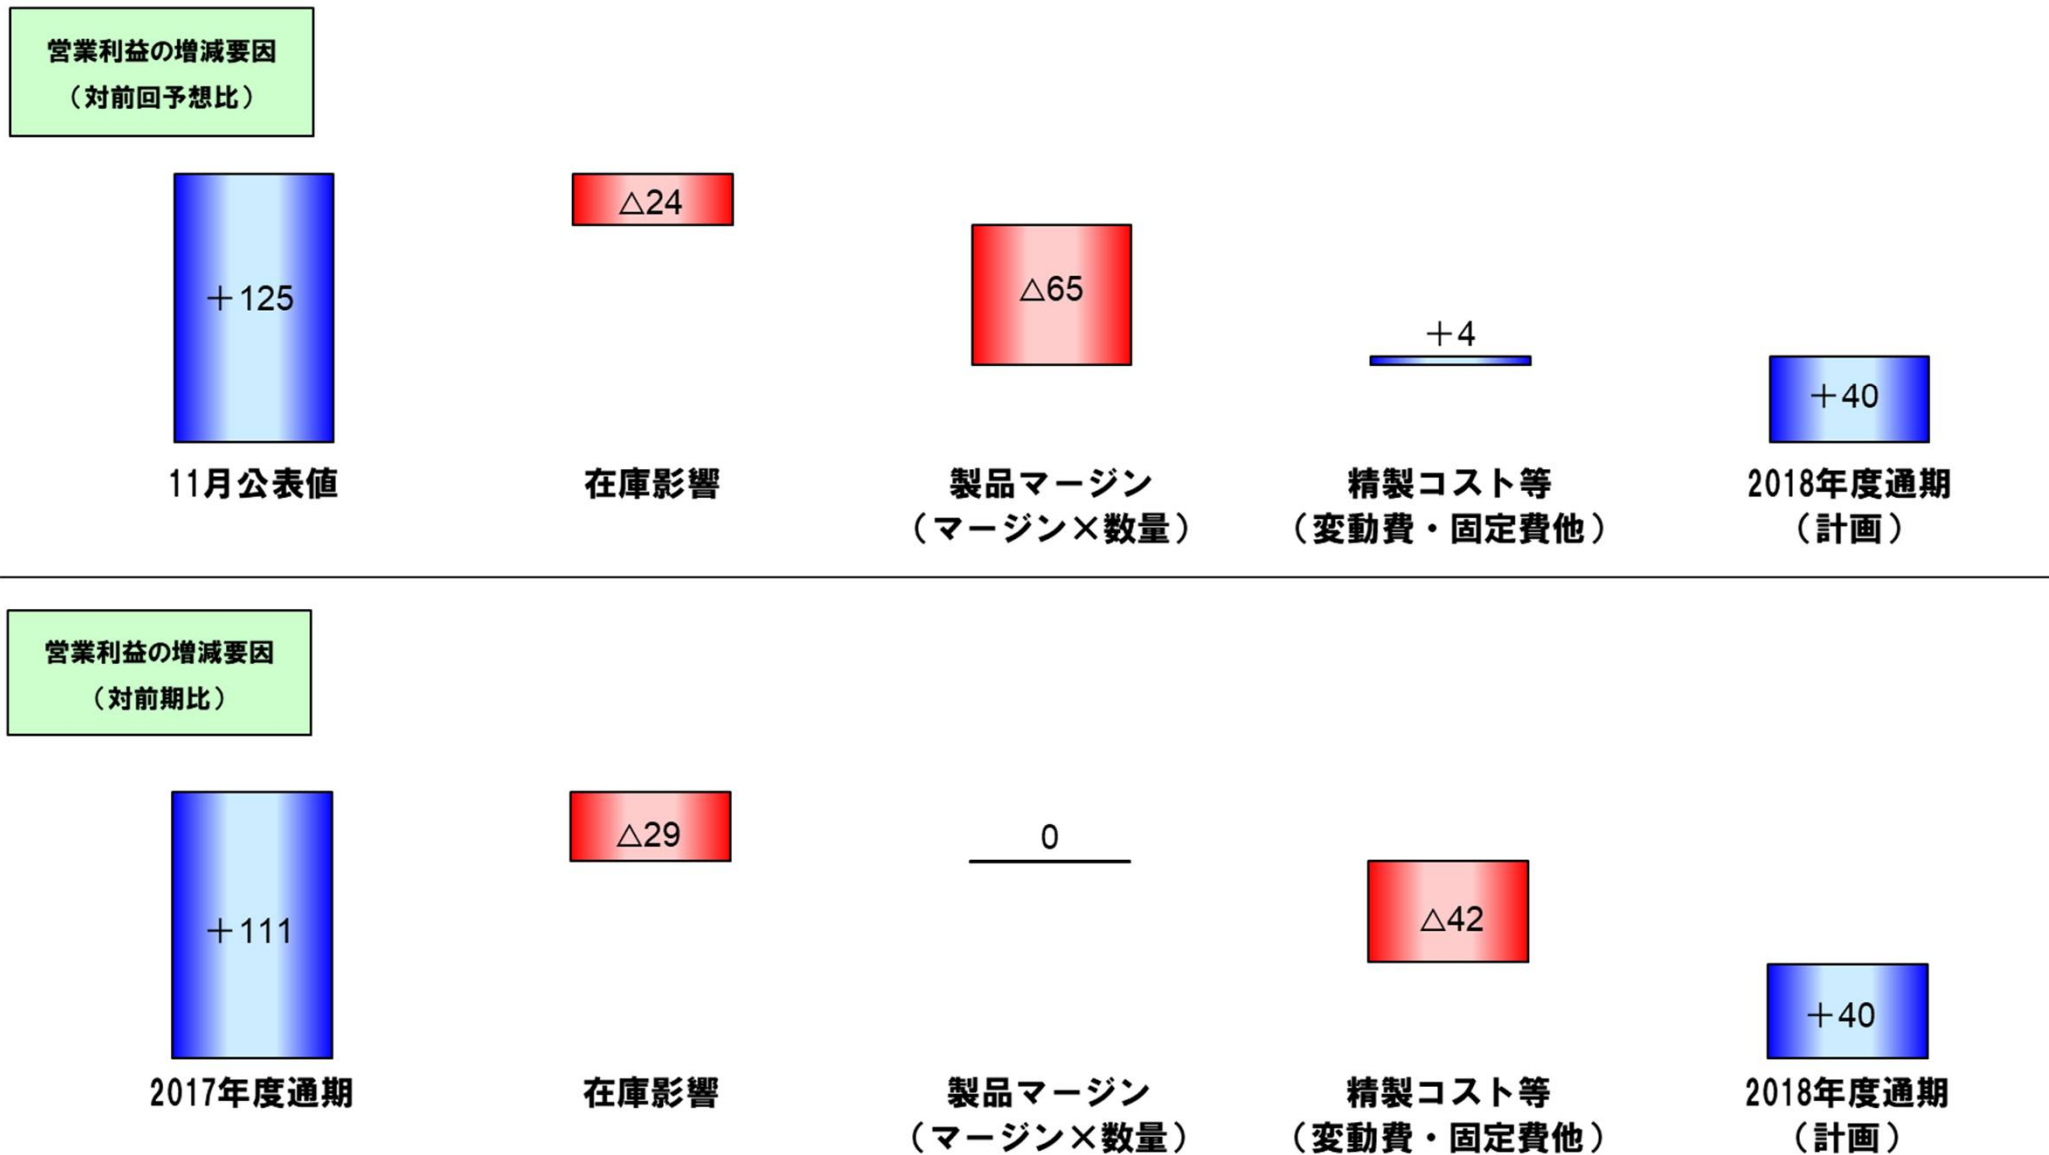 営業利益の増減要因
（対前回予想比）
＋125
△24
△65
＋4
＋40
11月公表値
在庫影響
製品マージン
（マージン×数量）
精製コスト等
（変動費・固定費他）
2018年度通期
（計画）
営業利益の増減要因
（対前期比）
＋111
△29
0
△42
＋40
2017年度通期
在庫影響
製品マージン
（マージン×数量）
精製コスト等
（変動費・固定費他）
2018年度通期
（計画）